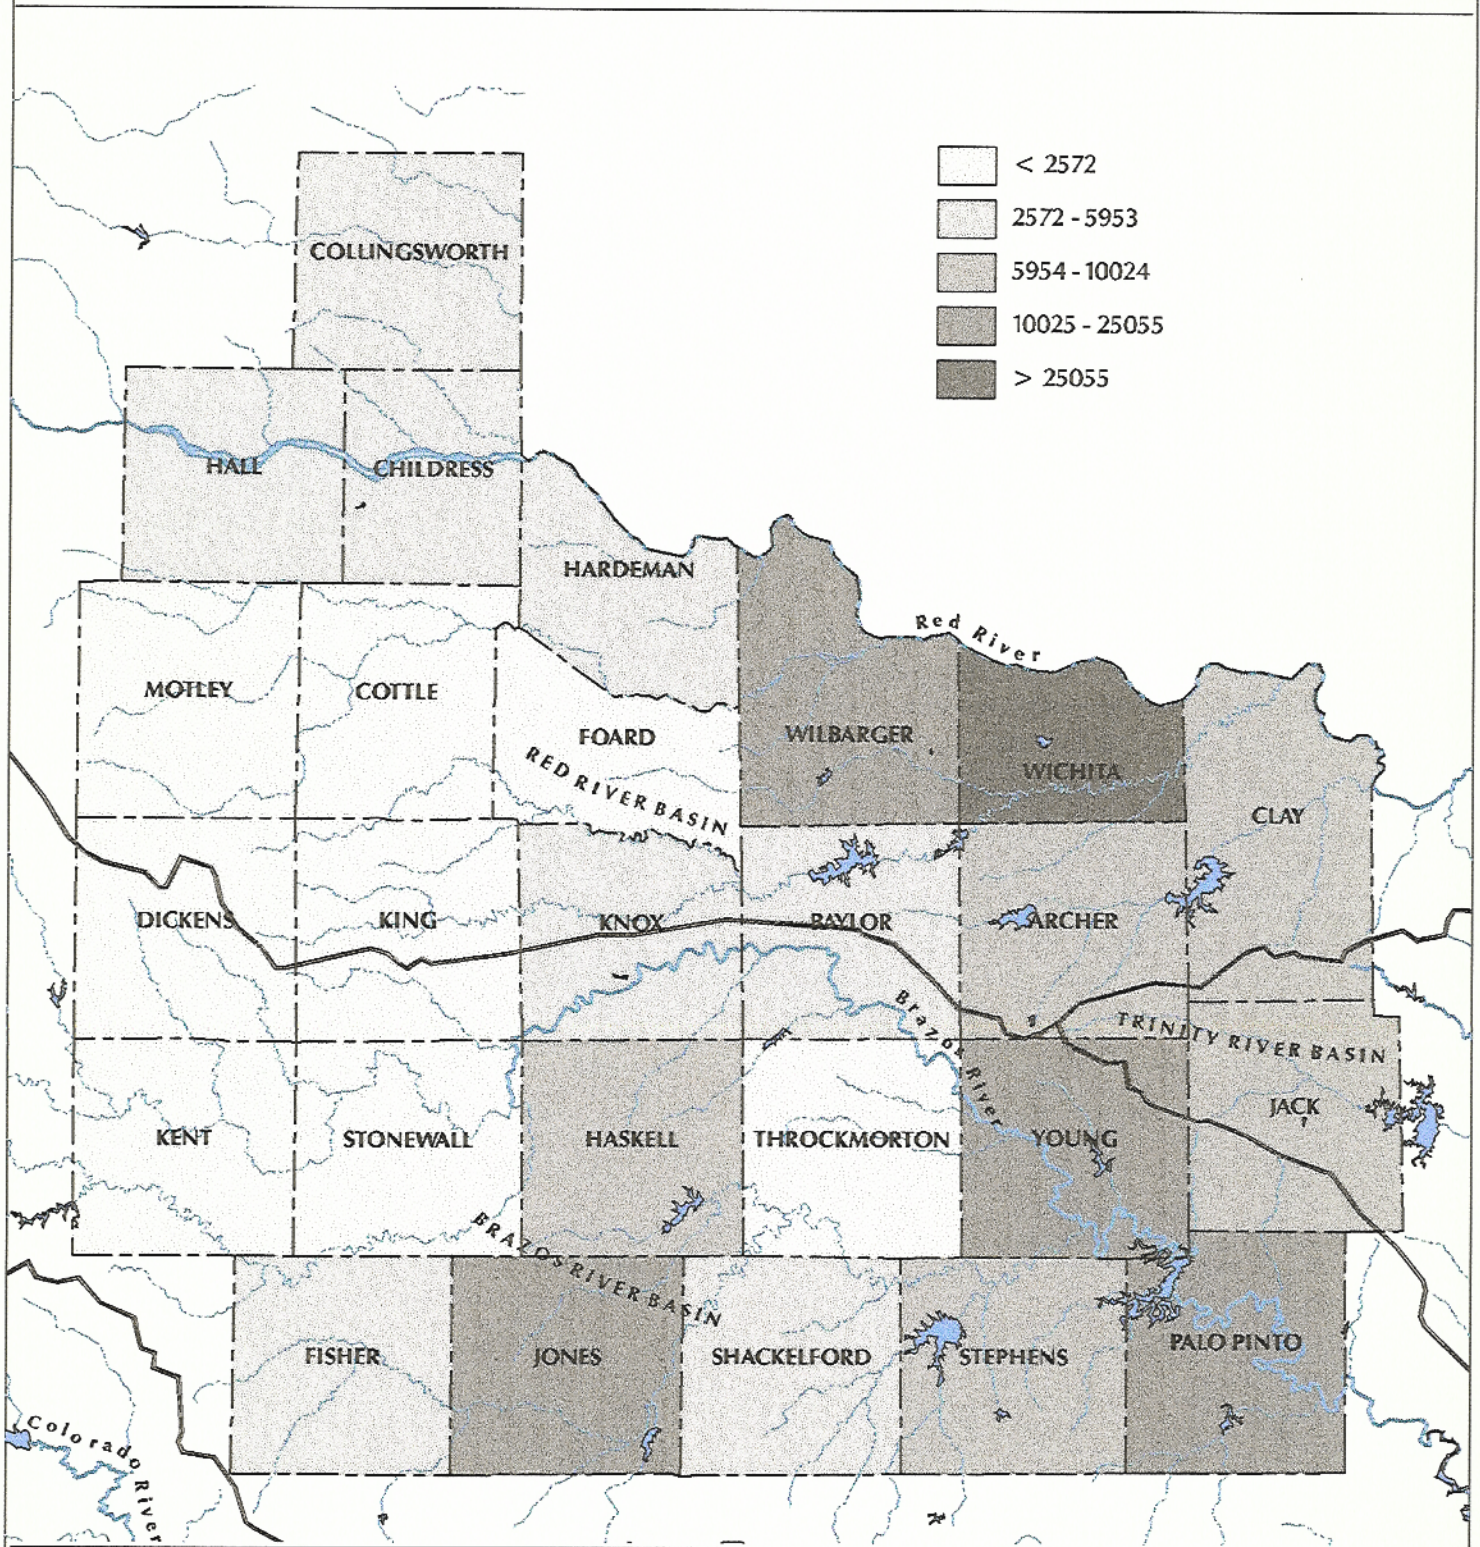 < 2572
2572 - 5953
COLLINGSWORTH
5954 - 10024
10025 - 25055
> 25055
HALL
CHILDRESS
HARDEMAN
Red River
MOTLEY
COTTLE
FOARD
WILBARGER
WICHITA
RED RIVER BASIN
CLAY
DICKENS
KING
KNOX
BAYLOR
ARCHER
Brazos River
TRINITY RIVER BASIN
JACK
KENT
STONEWALL
HASKELL
THROCKMORTON
YOUNG
BRAZOS RIVER BASIN
PALO PINTO
FISHER
JONES
SHACKELFORD
STEPHENS
Colorado River